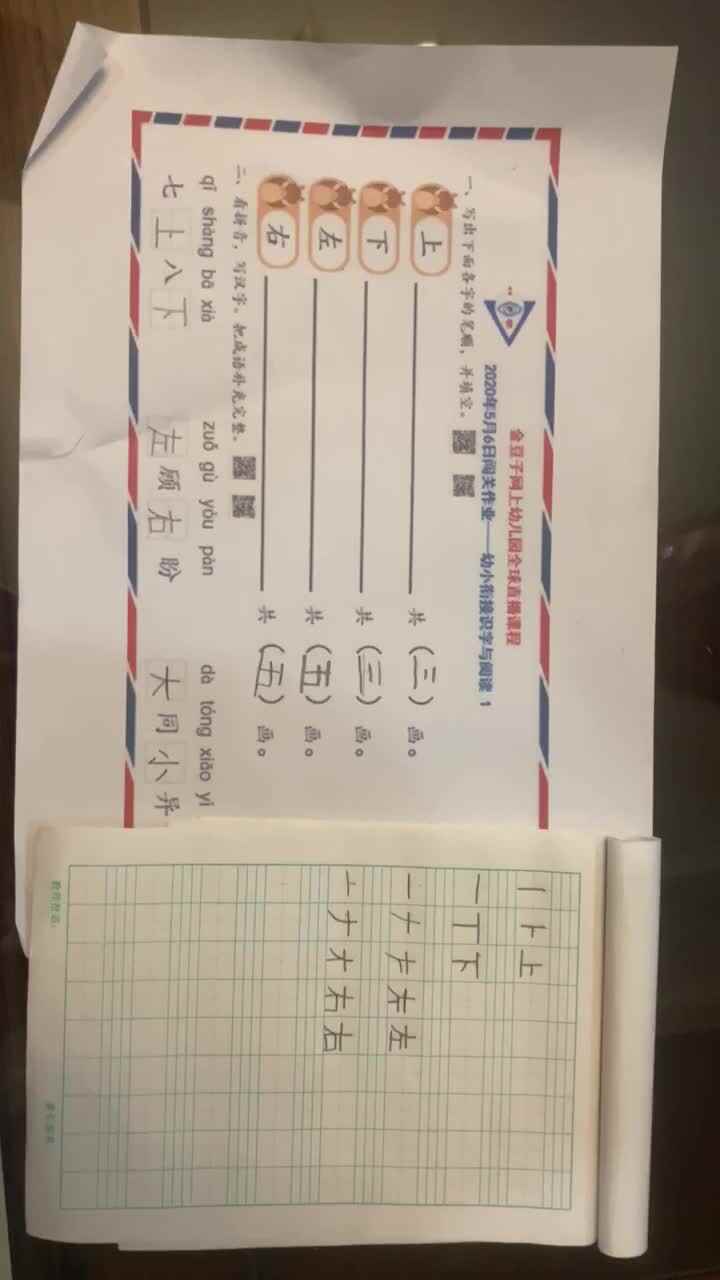 金豆子网上幼儿园全球直播课程
2020年5月6日闯关作业——幼小衔接识字与阅读 1
一、写出下面各字的笔顺，并填空。
上 共（三）画。
下 共（三）画。
左 共（五）画。
右 共（五）画。
二、看拼音，写汉字。把成语补充完整。
qī shàng bā xià zuǒ gù yòu pàn dà tóng xiǎo yì
七上八下 左顾右盼 大同小异
丨 ⺊ 上
一 丅 下
一 𠂇 左
一 𠂇 右 右